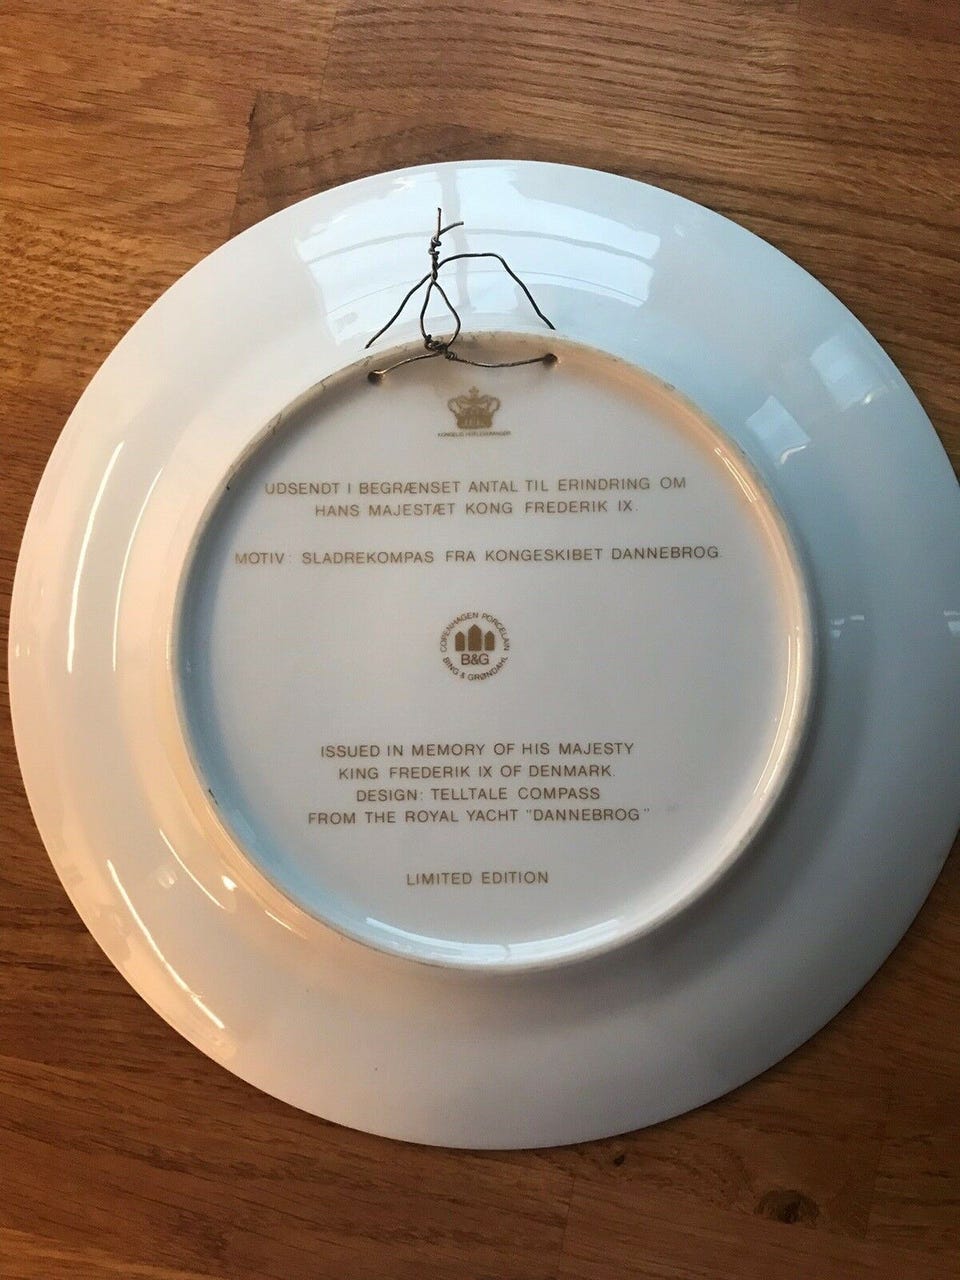 KONGELIG HOFLEVERANDØR
UDSENDT I BEGRÆNSET ANTAL TIL ERINDRING OM
HANS MAJESTÆT KONG FREDERIK IX.
MOTIV: SLADREKOMPAS FRA KONGESKIBET DANNEBROG.
COPENHAGEN PORCELAIN
B&G
BING & GRØNDAHL
ISSUED IN MEMORY OF HIS MAJESTY
KING FREDERIK IX OF DENMARK.
DESIGN: TELLTALE COMPASS
FROM THE ROYAL YACHT "DANNEBROG"
LIMITED EDITION